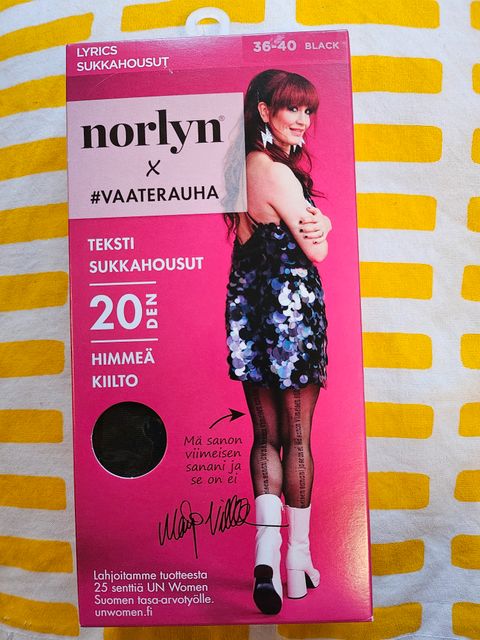 LYRICS
SUKKAHOUSUT
36-40 BLACK
norlyn®
x
#VAATERAUHA
TEKSTI
SUKKAHOUSUT
20 DEN
HIMMEÄ
KIILTO
Mä sanon
viimeisen
sanani ja
se on ei
Lahjoitamme tuotteesta
25 senttiä UN Women
Suomen tasa-arvotyölle.
unwomen.fi